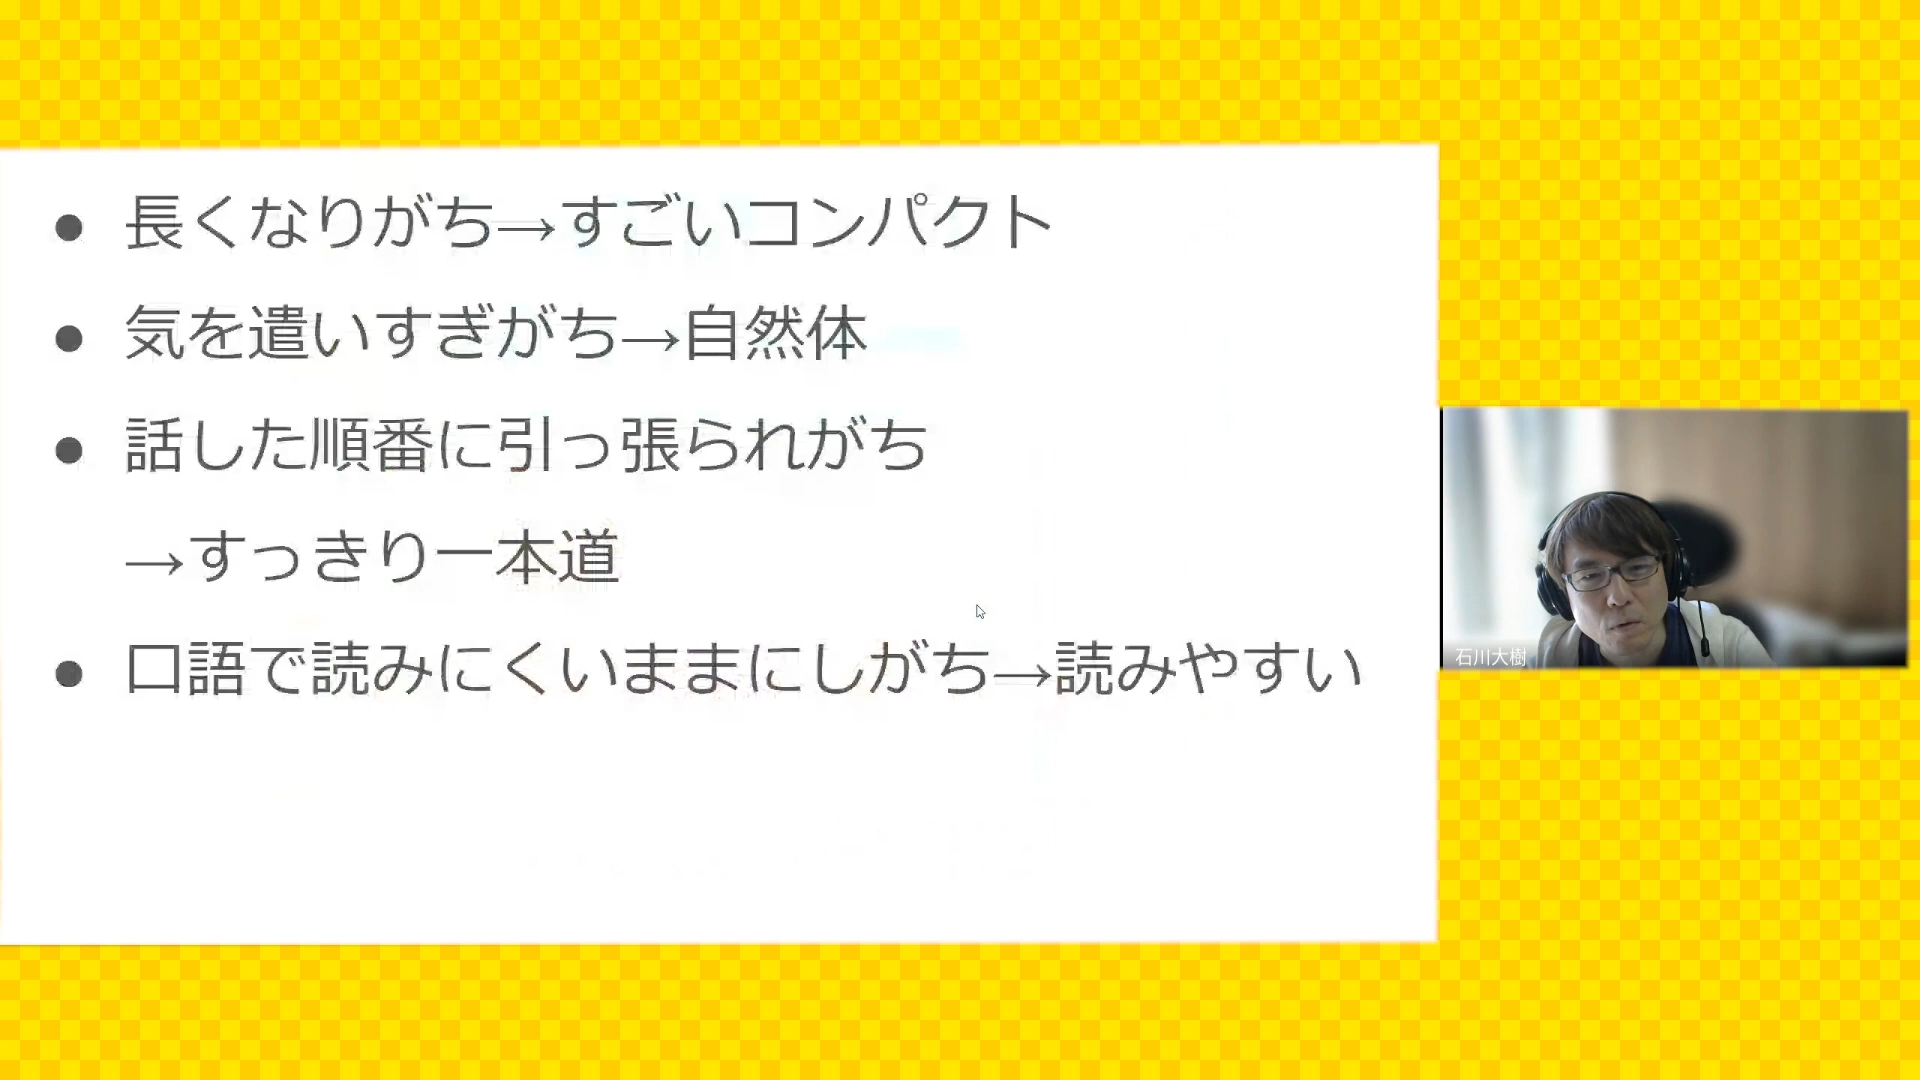 ● 長くなりがち→すごいコンパクト
● 気を遣いすぎがち→自然体
● 話した順番に引っ張られがち
→すっきり一本道
● 口語で読みにくいままにしがち→読みやすい
石川大樹